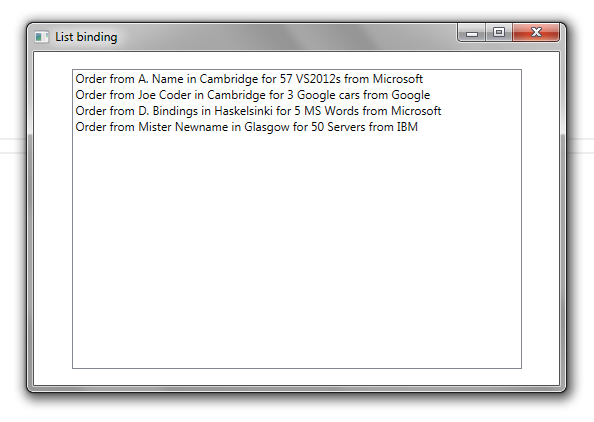 List binding
Order from A. Name in Cambridge for 57 VS2012s from Microsoft
Order from Joe Coder in Cambridge for 3 Google cars from Google
Order from D. Bindings in Haskelsinki for 5 MS Words from Microsoft
Order from Mister Newname in Glasgow for 50 Servers from IBM